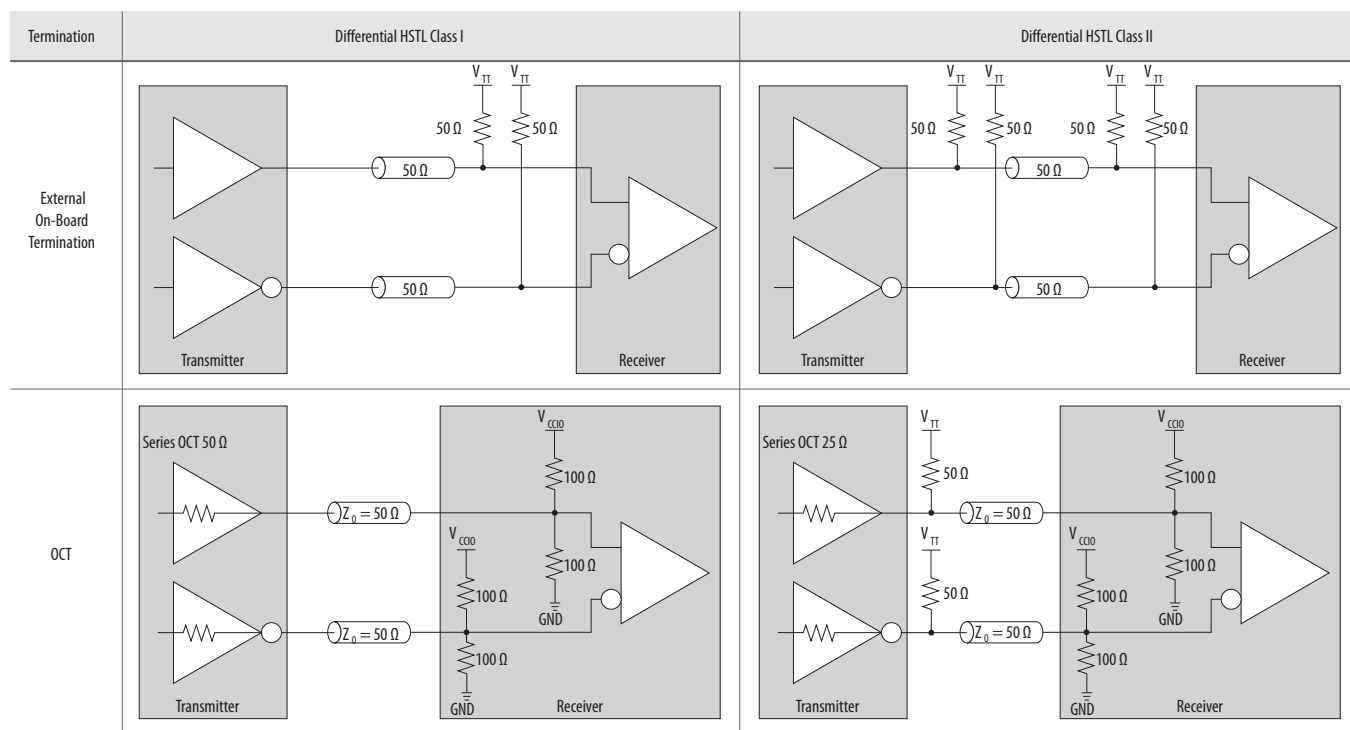 Termination
Differential HSTL Class I
Differential HSTL Class II
External
On-Board
Termination
V TT
V TT
50 Ω
50 Ω
50 Ω
50 Ω
Transmitter
Receiver
V TT
V TT
V TT
V TT
50 Ω
50 Ω
50 Ω
50 Ω
50 Ω
50 Ω
Transmitter
Receiver
OCT
Series OCT 50 Ω
V CCIO
100 Ω
Z 0 = 50 Ω
V CCIO
100 Ω
100 Ω
GND
Z 0 = 50 Ω
100 Ω
GND
Transmitter
Receiver
Series OCT 25 Ω
V TT
V CCIO
50 Ω
100 Ω
Z 0 = 50 Ω
V TT
V CCIO
100 Ω
50 Ω
100 Ω
GND
Z 0 = 50 Ω
100 Ω
GND
Transmitter
Receiver